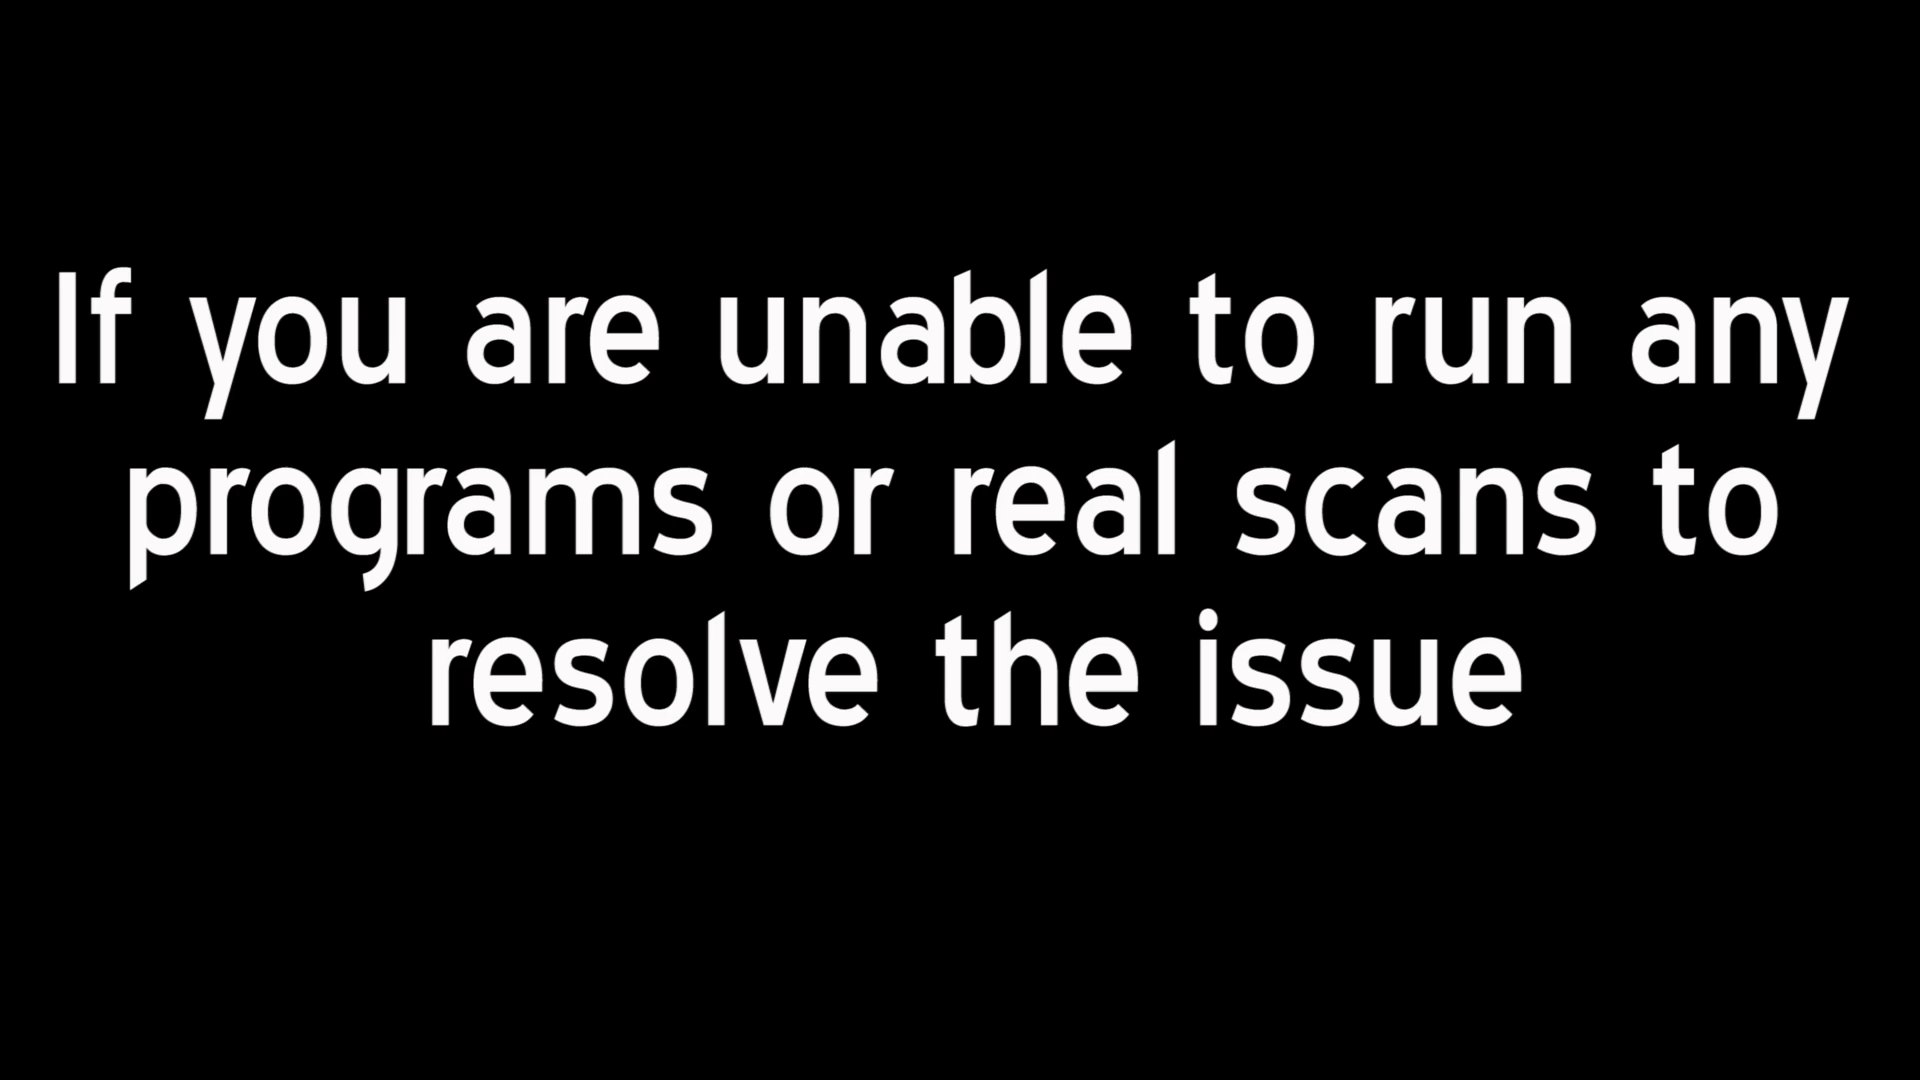 If you are unable to run any
programs or real scans to
resolve the issue